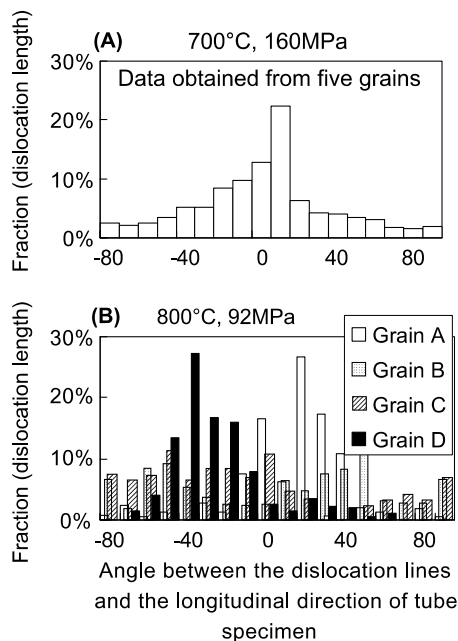 (A) 700°C, 160MPa
30%
Data obtained from five grains
20%
10%
0%
Fraction (dislocation length)
-80 -40 0 40 80
(B) 800°C, 92MPa
30%
20%
10%
0%
Fraction (dislocation length)
Grain A
Grain B
Grain C
Grain D
-80 -40 0 40 80
Angle between the dislocation lines
and the longitudinal direction of tube
specimen